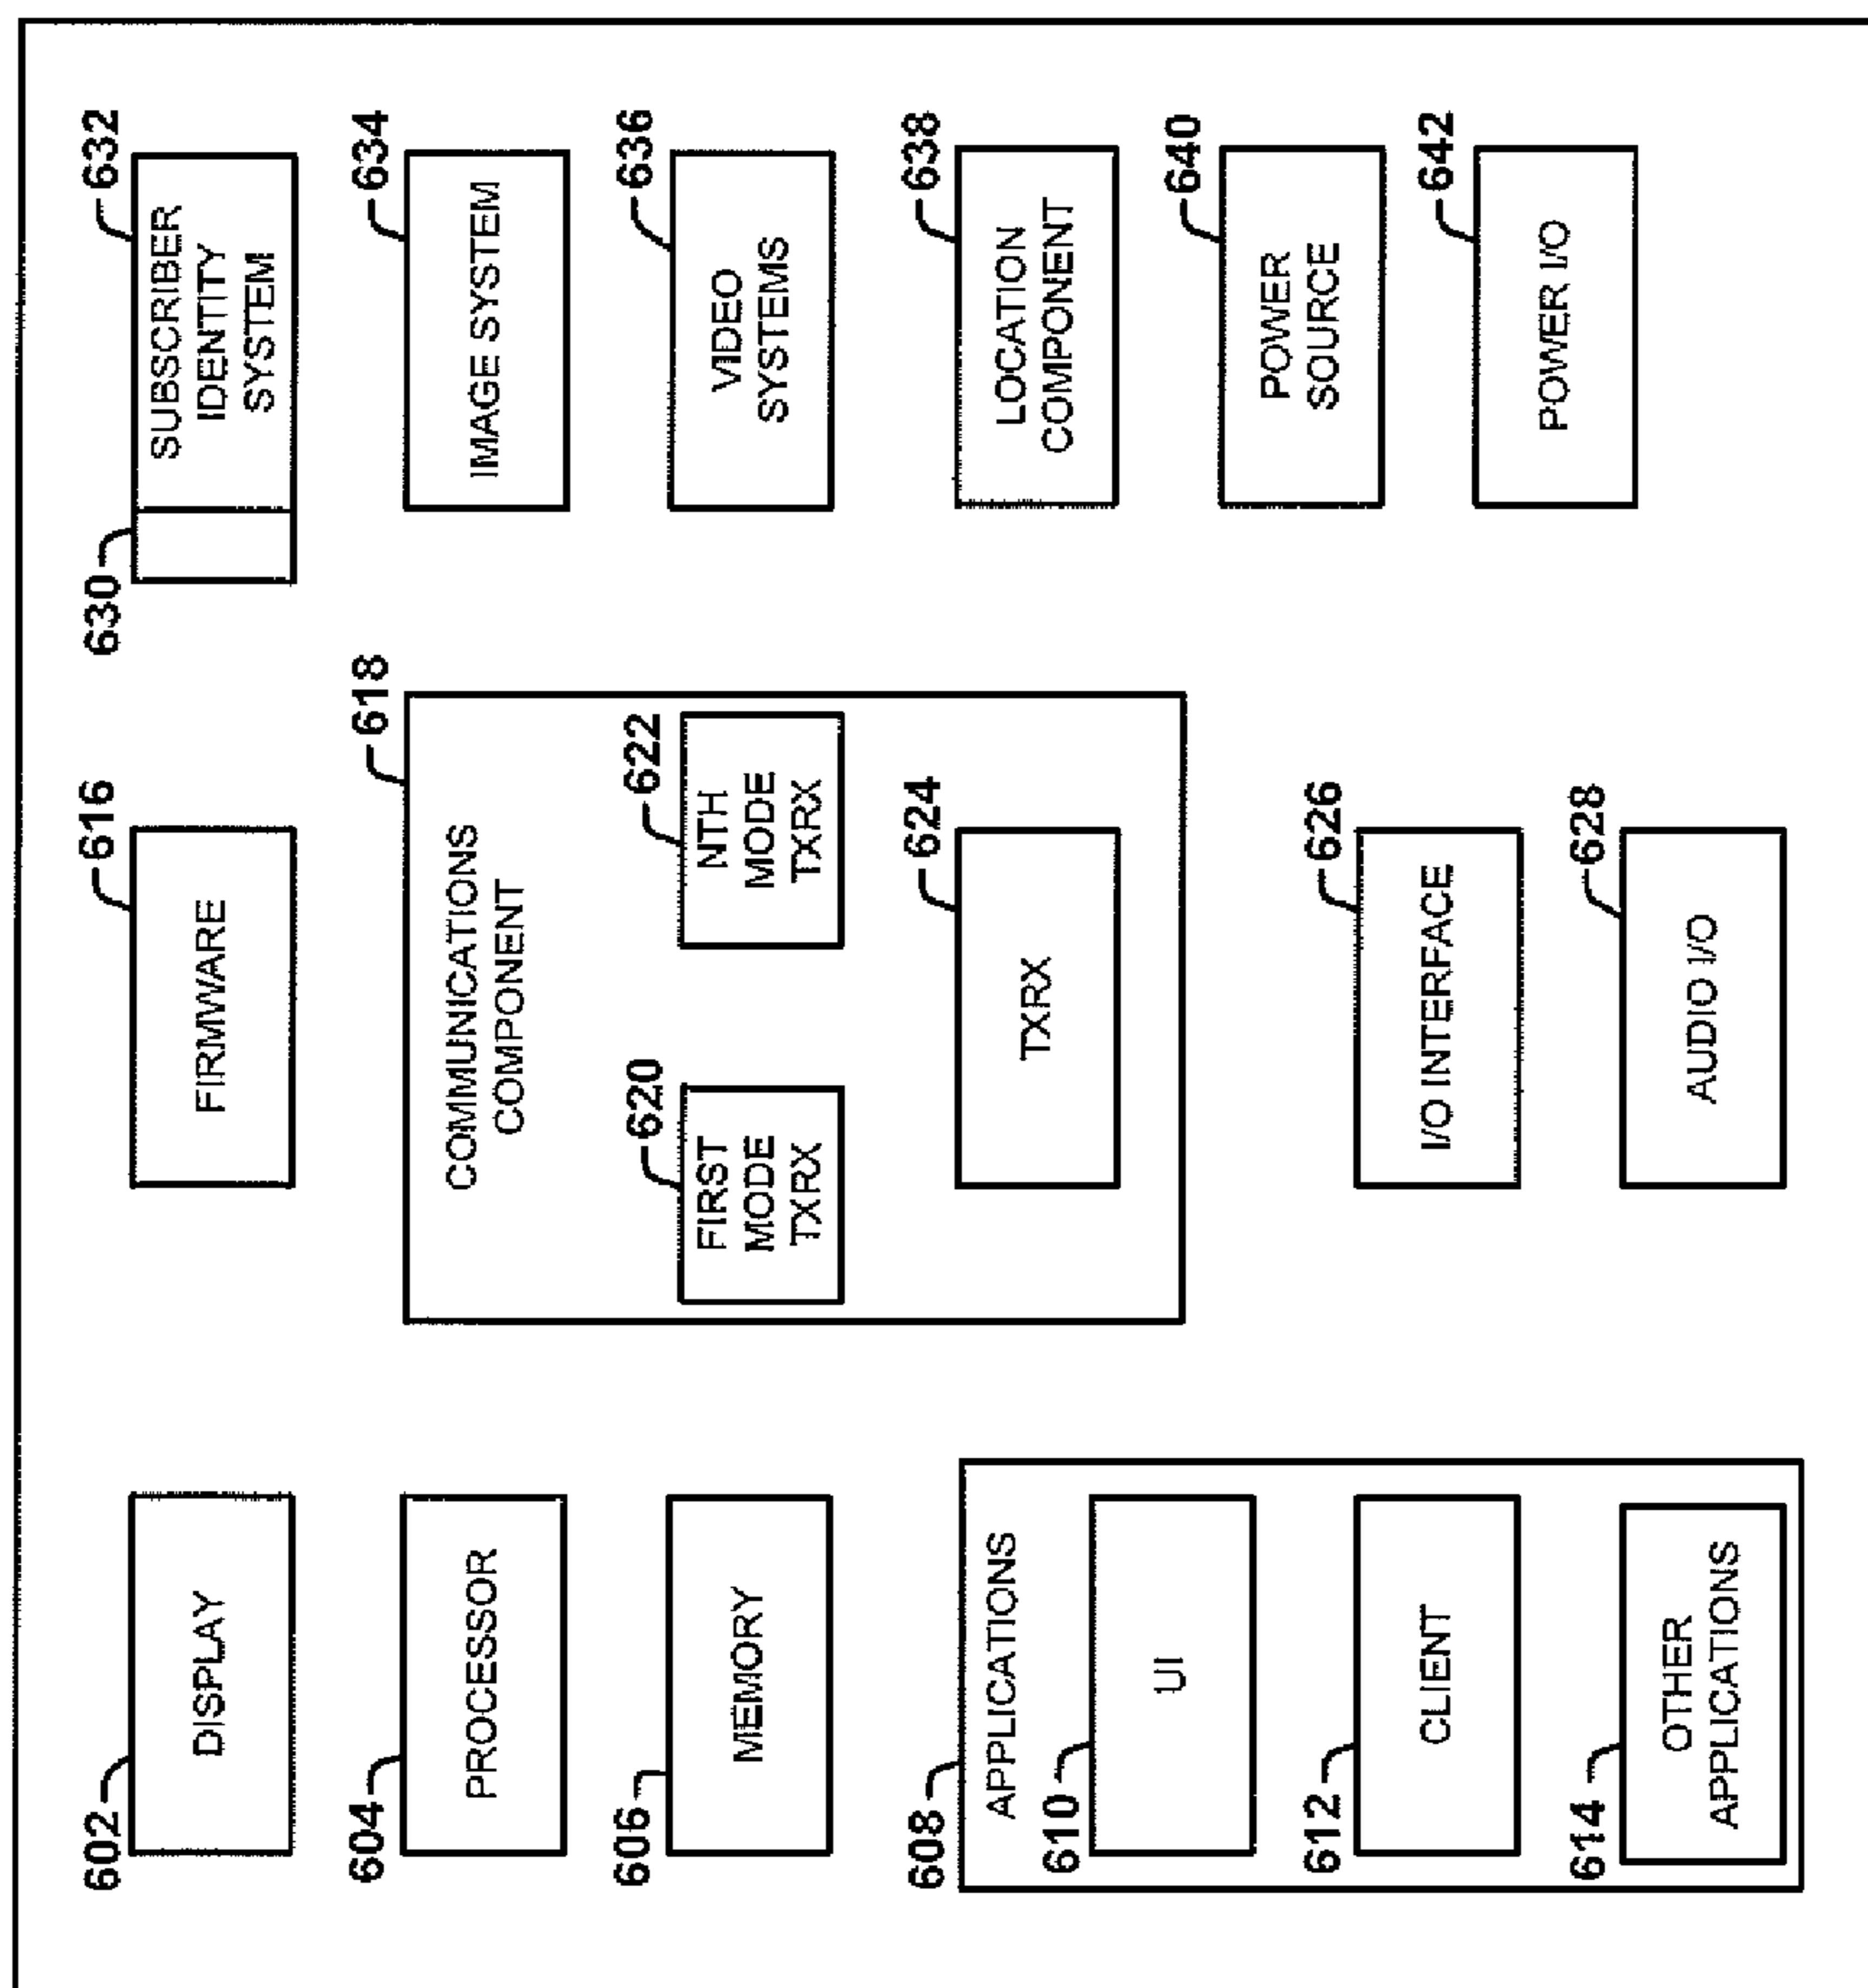 602
DISPLAY
604
PROCESSOR
606
MEMORY
608
APPLICATIONS
610
UI
612
CLIENT
614
OTHER
APPLICATIONS
616
FIRMWARE
618
COMMUNICATIONS
COMPONENT
620
FIRST
MODE
TXRX
622
NTH
MODE
TXRX
624
TXRX
626
I/O INTERFACE
628
AUDIO I/O
630
632
SUBSCRIBER
IDENTITY
SYSTEM
634
IMAGE SYSTEM
636
VIDEO
SYSTEMS
638
LOCATION
COMPONENT
640
POWER
SOURCE
642
POWER I/O